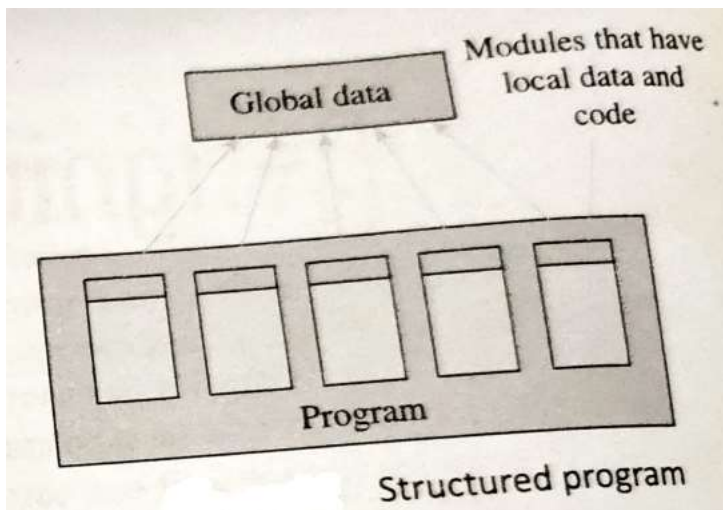 Global data
Modules that have
local data and
code
Program
Structured program